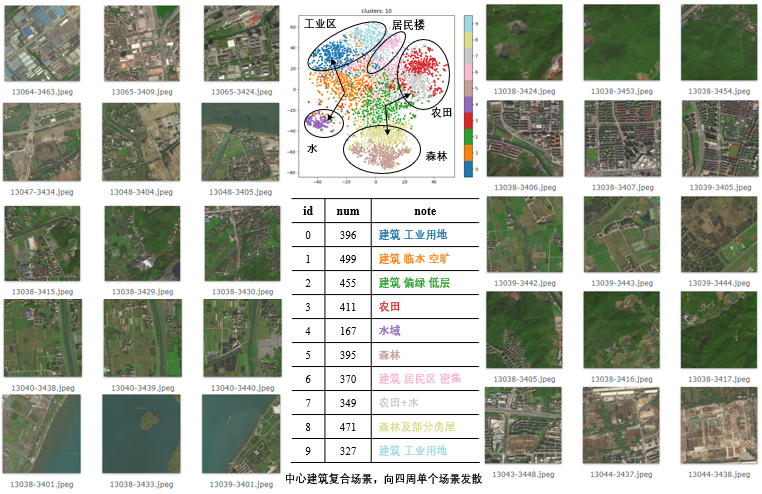 13064-3463.jpeg
13065-3409.jpeg
13065-3424.jpeg
13047-3434.jpeg
13048-3404.jpeg
13048-3405.jpeg
13038-3415.jpeg
13038-3429.jpeg
13038-3430.jpeg
13040-3438.jpeg
13040-3439.jpeg
13040-3440.jpeg
13038-3401.jpeg
13038-3433.jpeg
13039-3401.jpeg
clusters: 10
工业区
居民楼
农田
水
森林
60
40
20
0
-20
-40
-60
-80
-40
-20
0
20
40
9
8
7
6
5
4
3
2
1
0
id num note
0 396 建筑 工业用地
1 499 建筑 临水 空旷
2 455 建筑 偏绿 低层
3 411 农田
4 167 水域
5 395 森林
6 370 建筑 居民区 密集
7 349 农田+水
8 471 森林及部分房屋
9 327 建筑 工业用地
中心建筑复合场景，向四周单个场景发散
13038-3424.jpeg
13038-3453.jpeg
13038-3454.jpeg
13038-3406.jpeg
13038-3407.jpeg
13039-3405.jpeg
13039-3442.jpeg
13039-3443.jpeg
13039-3444.jpeg
13038-3405.jpeg
13038-3416.jpeg
13038-3417.jpeg
13043-3448.jpeg
13044-3437.jpeg
13044-3438.jpeg